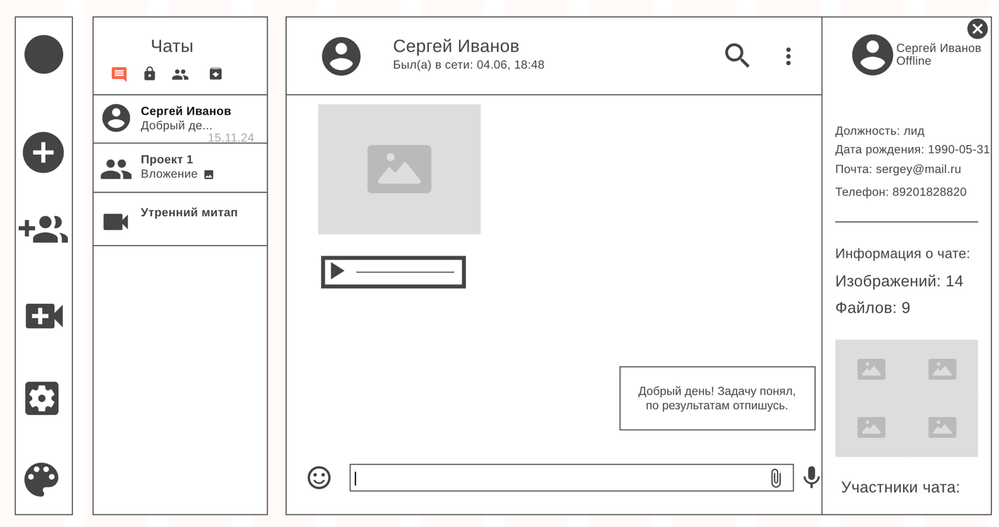 Чаты
Сергей Иванов
Добрый де...
15.11.24
Проект 1
Вложение
Утренний митап
Сергей Иванов
Был(а) в сети: 04.06, 18:48
Добрый день! Задачу понял,
по результатам отпишусь.
Сергей Иванов
Offline
Должность: лид
Дата рождения: 1990-05-31
Почта: sergey@mail.ru
Телефон: 89201828820
Информация о чате:
Изображений: 14
Файлов: 9
Участники чата: